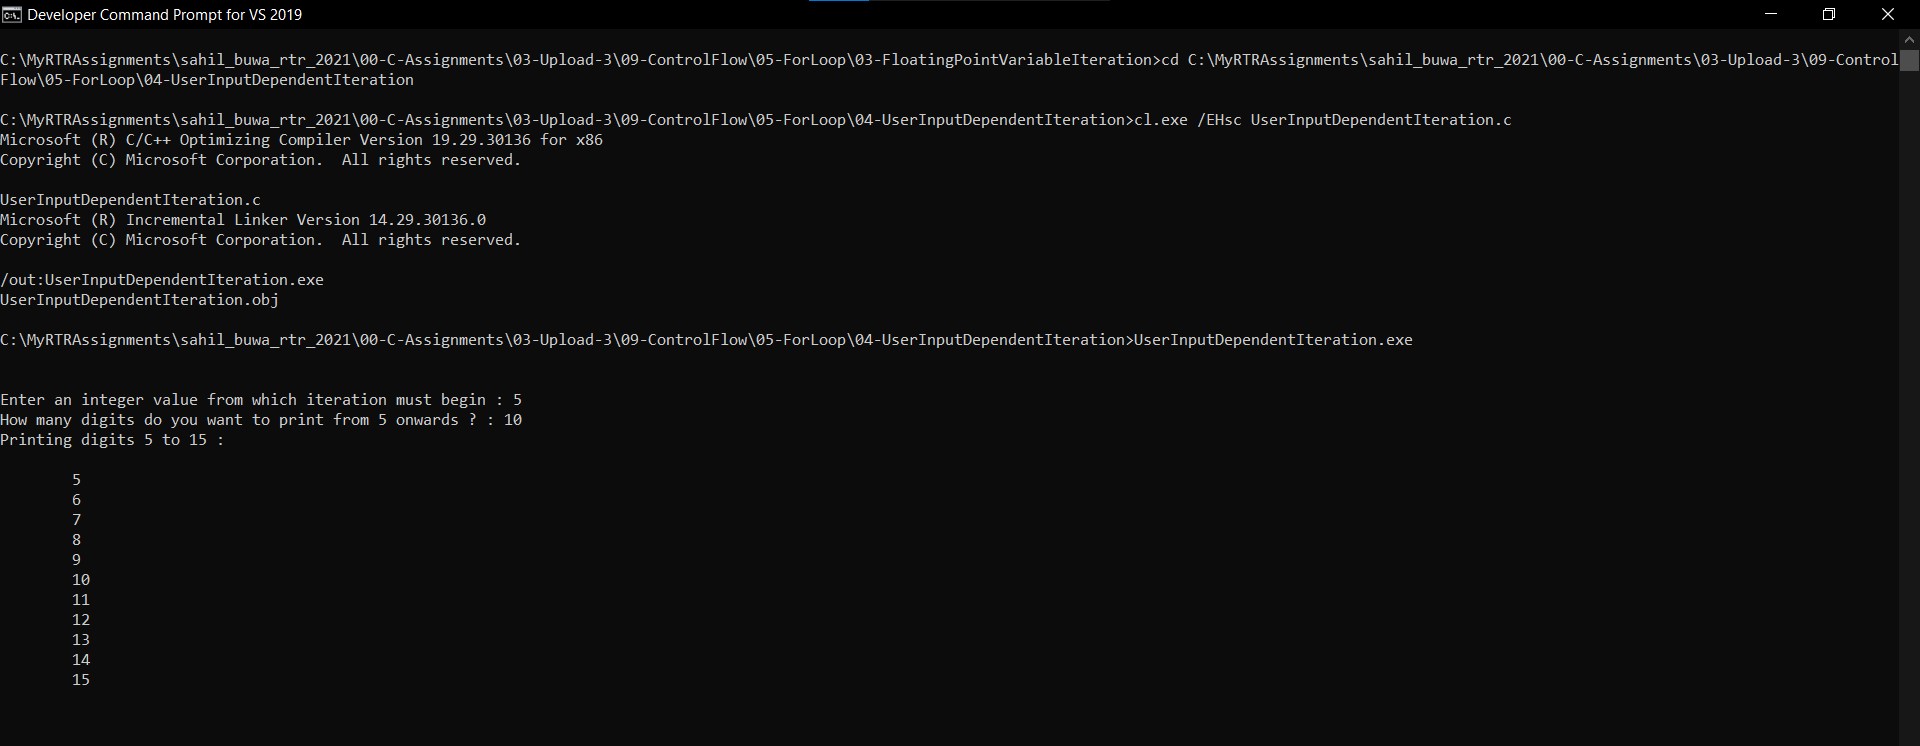 Developer Command Prompt for VS 2019
C:\MyRTRAssignments\sahil_buwa_rtr_2021\00-C-Assignments\03-Upload-3\09-ControlFlow\05-ForLoop\03-FloatingPointVariableIteration>cd C:\MyRTRAssignments\sahil_buwa_rtr_2021\00-C-Assignments\03-Upload-3\09-Control
Flow\05-ForLoop\04-UserInputDependentIteration
C:\MyRTRAssignments\sahil_buwa_rtr_2021\00-C-Assignments\03-Upload-3\09-ControlFlow\05-ForLoop\04-UserInputDependentIteration>cl.exe /EHsc UserInputDependentIteration.c
Microsoft (R) C/C++ Optimizing Compiler Version 19.29.30136 for x86
Copyright (C) Microsoft Corporation.  All rights reserved.
UserInputDependentIteration.c
Microsoft (R) Incremental Linker Version 14.29.30136.0
Copyright (C) Microsoft Corporation.  All rights reserved.
/out:UserInputDependentIteration.exe
UserInputDependentIteration.obj
C:\MyRTRAssignments\sahil_buwa_rtr_2021\00-C-Assignments\03-Upload-3\09-ControlFlow\05-ForLoop\04-UserInputDependentIteration>UserInputDependentIteration.exe
Enter an integer value from which iteration must begin : 5
How many digits do you want to print from 5 onwards ? : 10
Printing digits 5 to 15 :
5
6
7
8
9
10
11
12
13
14
15